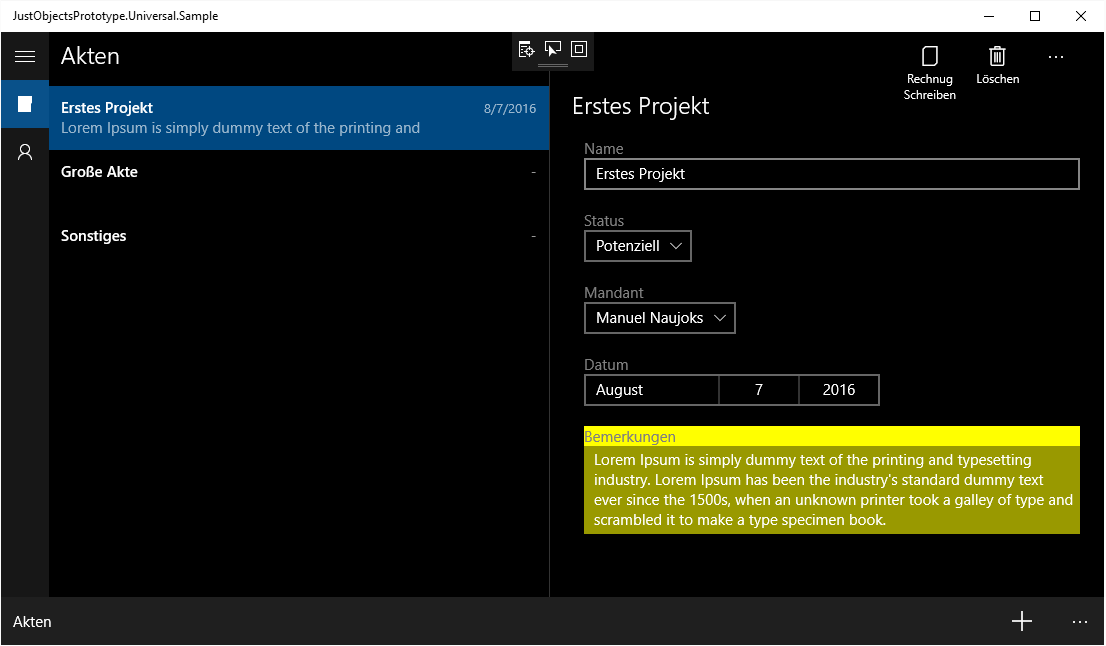 JustObjectsPrototype.Universal.Sample
Akten
Rechnug
Schreiben
Löschen
Erstes Projekt 8/7/2016
Lorem Ipsum is simply dummy text of the printing and
Große Akte -
Sonstiges -
Erstes Projekt
Name
Erstes Projekt
Status
Potenziell
Mandant
Manuel Naujoks
Datum
August 7 2016
Bemerkungen
Lorem Ipsum is simply dummy text of the printing and typesetting
industry. Lorem Ipsum has been the industry's standard dummy text
ever since the 1500s, when an unknown printer took a galley of type and
scrambled it to make a type specimen book.
Akten